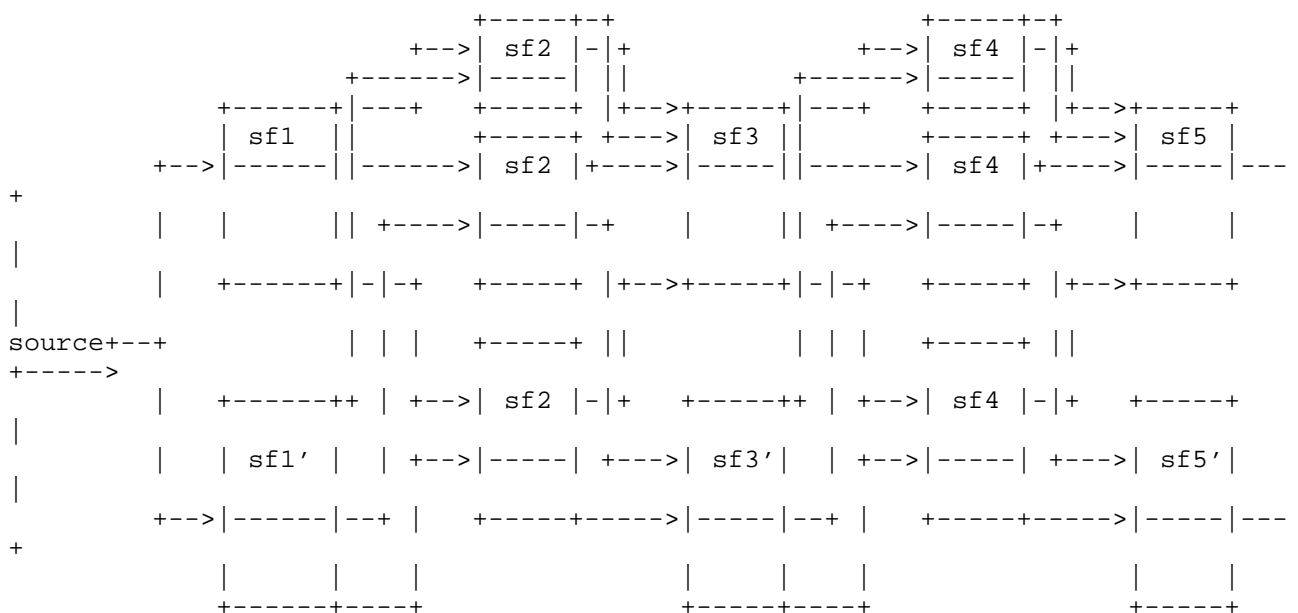 +-----+-+                       +-----+-+
                                +-->| sf2 |-|+                  +-->| sf4 |-|+
                           +------>|-----| ||             +------>|-----| ||
                 +------+|---+   +-----+ |+-->+-----+|---+   +-----+ |+-->+-----+
                 | sf1  ||       +-----+ +--->| sf3 ||       +-----+ +--->| sf5 |
            +-->|------||------>| sf2 |+---->|-----||------>| sf4 |+---->|-----|---
+
            |   |      || +---->|-----|-+    |     || +---->|-----|-+    |     |
|
            |   +------+|-|-+   +-----+ |+-->+-----+|-|-+   +-----+ |+-->+-----+
|
source+--+             | | |   +-----+ ||          | | |   +-----+ ||
+----->
            |   +------++ | +-->| sf2 |-|+   +-----++ | +-->| sf4 |-|+   +-----+
|
            |   | sf1’ |  | +-->|-----| +--->| sf3’|  | +-->|-----| +--->| sf5’|
|
            +-->|------|--+ |   +-----+----->|-----|--+ |   +-----+----->|-----|---
+
                |      |    |                |     |    |                |     |
                +------+----+                +-----+----+                +-----+